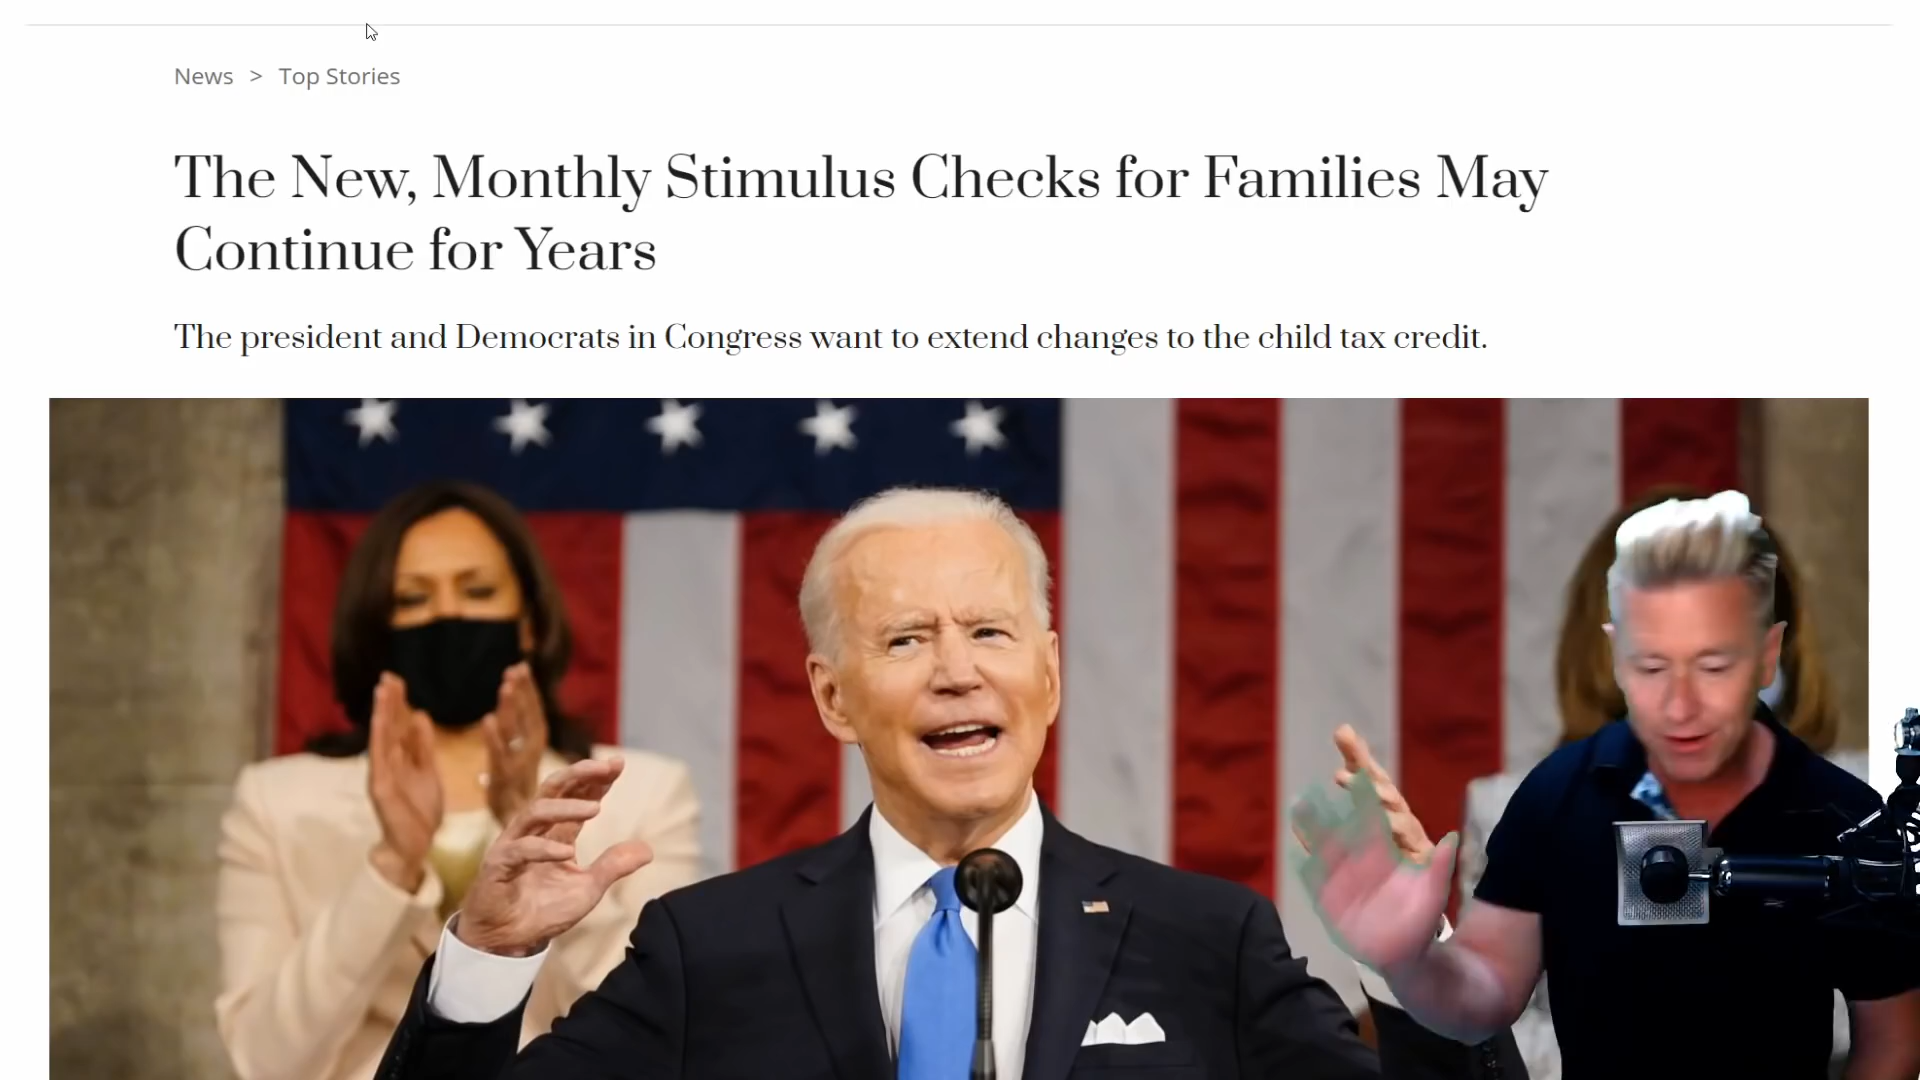 News > Top Stories
The New, Monthly Stimulus Checks for Families May
Continue for Years
The president and Democrats in Congress want to extend changes to the child tax credit.